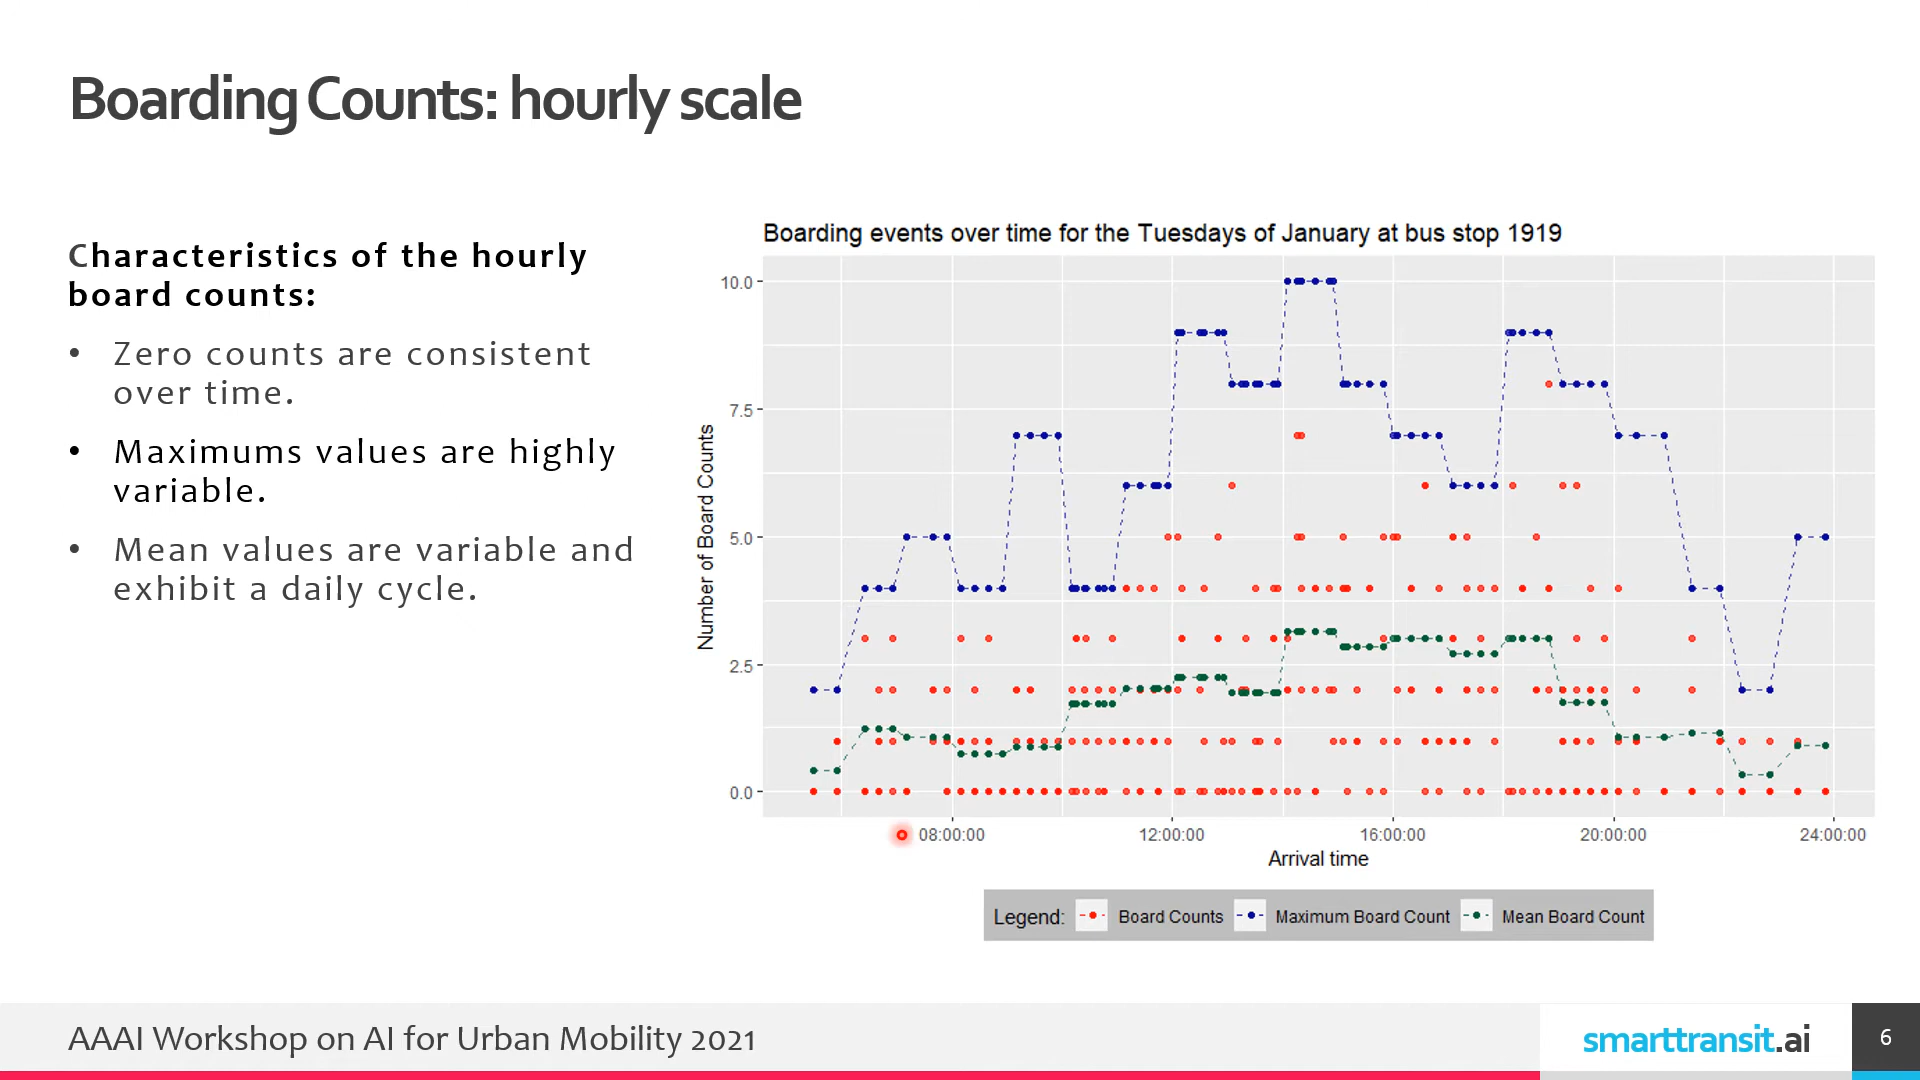 Boarding Counts: hourly scale
Characteristics of the hourly
board counts:
• Zero counts are consistent
over time.
• Maximums values are highly
variable.
• Mean values are variable and
exhibit a daily cycle.
Boarding events over time for the Tuesdays of January at bus stop 1919
Number of Board Counts
10.0
7.5
5.0
2.5
0.0
08:00:00 12:00:00 16:00:00 20:00:00 24:00:00
Arrival time
Legend: Board Counts Maximum Board Count Mean Board Count
AAAI Workshop on AI for Urban Mobility 2021
smarttransit.ai
6